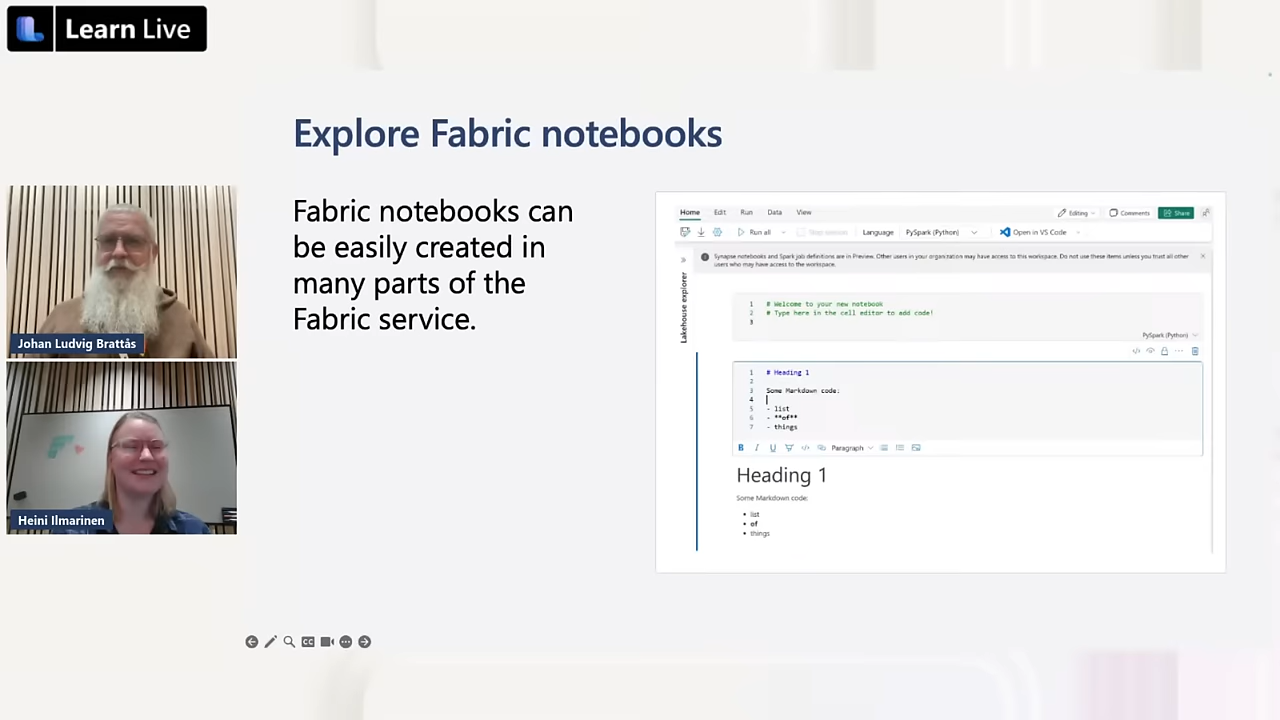 Learn Live
Explore Fabric notebooks
Fabric notebooks can
be easily created in
many parts of the
Fabric service.
Johan Ludvig Brattås
Heini Ilmarinen
Home Edit Run Data View Editing Comments Share
Run all Language PySpark (Python) Open in VS Code
Synapse notebooks and Spark job definitions are in Preview. Other users in your organization may have access to this workspace. Do not use these items unless you trust all other
users who may have access to the workspace.
Lakehouse explorer
1 # Welcome to your new notebook
2 # Type here in the cell editor to add code!
3
PySpark (Python)
1 # Heading 1
2
3 Some Markdown code:
4
5 - list
6 - **of**
7 - things
B I U </> Paragraph
Heading 1
Some Markdown code:
• list
• of
• things
CC